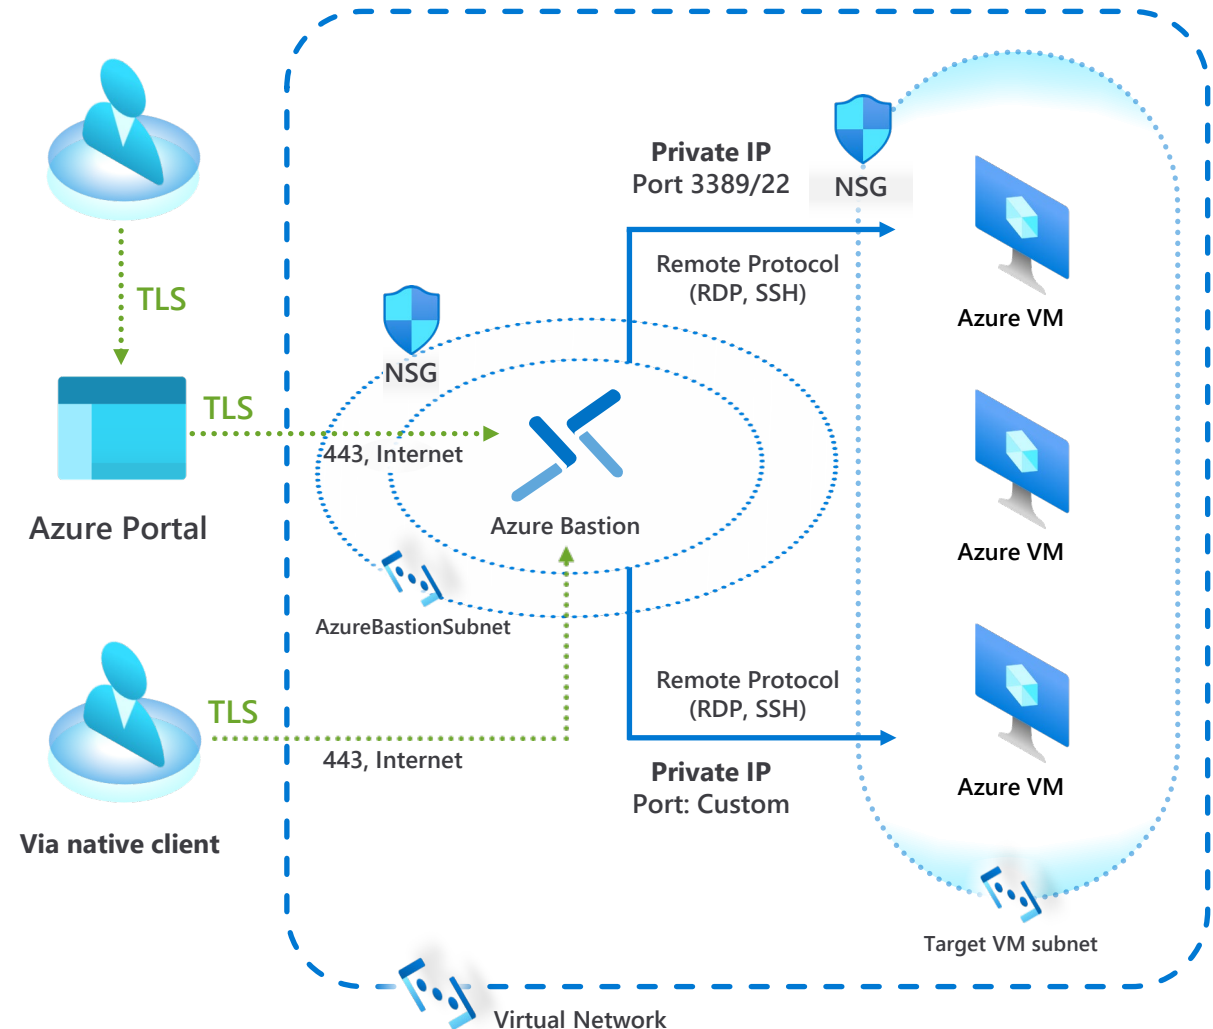 Private IP
Port 3389/22
NSG
Remote Protocol
(RDP, SSH)
TLS
Azure VM
NSG
TLS
443, Internet
Azure Portal
Azure Bastion
Azure VM
AzureBastionSubnet
Remote Protocol
(RDP, SSH)
TLS
443, Internet
Private IP
Port: Custom
Azure VM
Via native client
Target VM subnet
Virtual Network